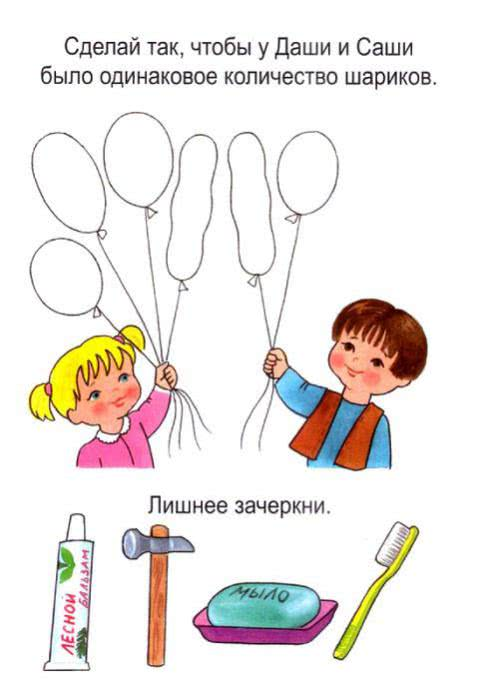 Сделай так, чтобы у Даши и Саши
было одинаковое количество шариков.
Лишнее зачеркни.
ЛЕСНОЙ
БАЛЬЗАМ
МЫЛО